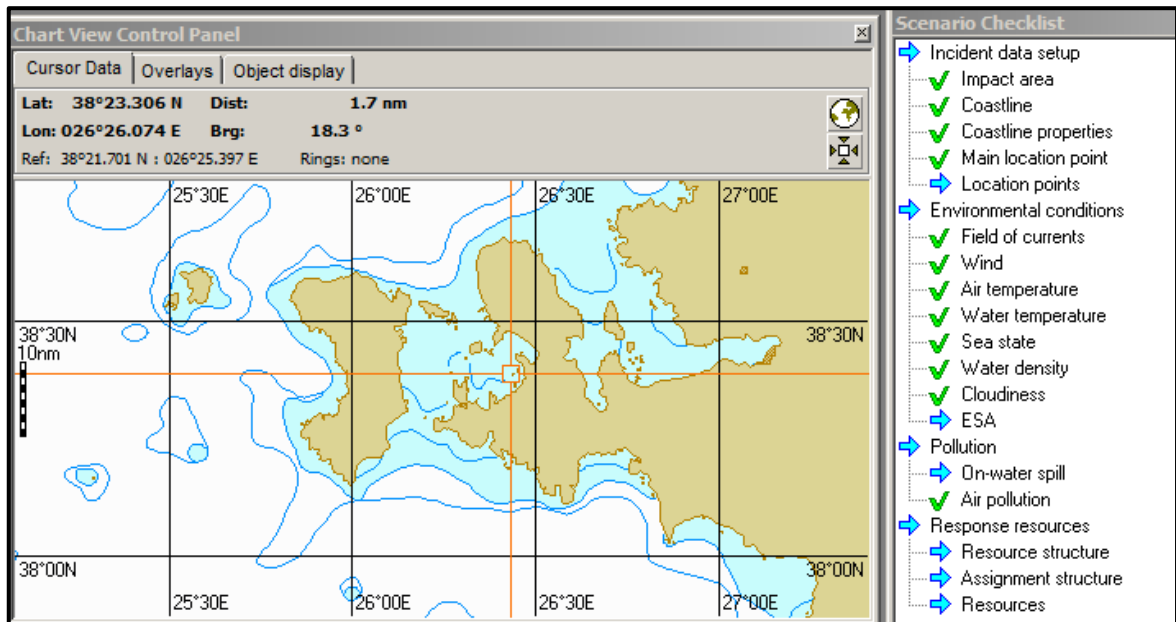 Chart View Control Panel
Cursor Data Overlays Object display
Lat: 38°23.306 N Dist: 1.7 nm
Lon: 026°26.074 E Brg: 18.3 °
Ref: 38°21.701 N : 026°25.397 E Rings: none
25°30E 26°00E 26°30E 27°00E
38°30N 38°30N
10nm
38°00N 38°00N
25°30E 26°00E 26°30E 27°00E
Scenario Checklist
Incident data setup
Impact area
Coastline
Coastline properties
Main location point
Location points
Environmental conditions
Field of currents
Wind
Air temperature
Water temperature
Sea state
Water density
Cloudiness
ESA
Pollution
On-water spill
Air pollution
Response resources
Resource structure
Assignment structure
Resources